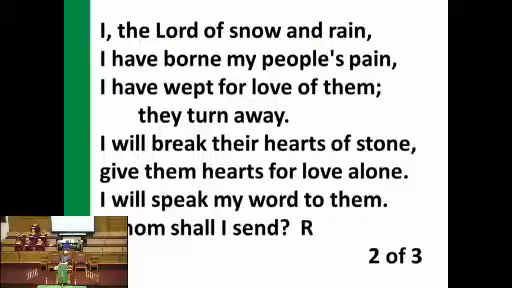 I, the Lord of snow and rain,
I have borne my people's pain,
I have wept for love of them;
they turn away.
I will break their hearts of stone,
give them hearts for love alone.
I will speak my word to them.
shall I send? R
2 of 3